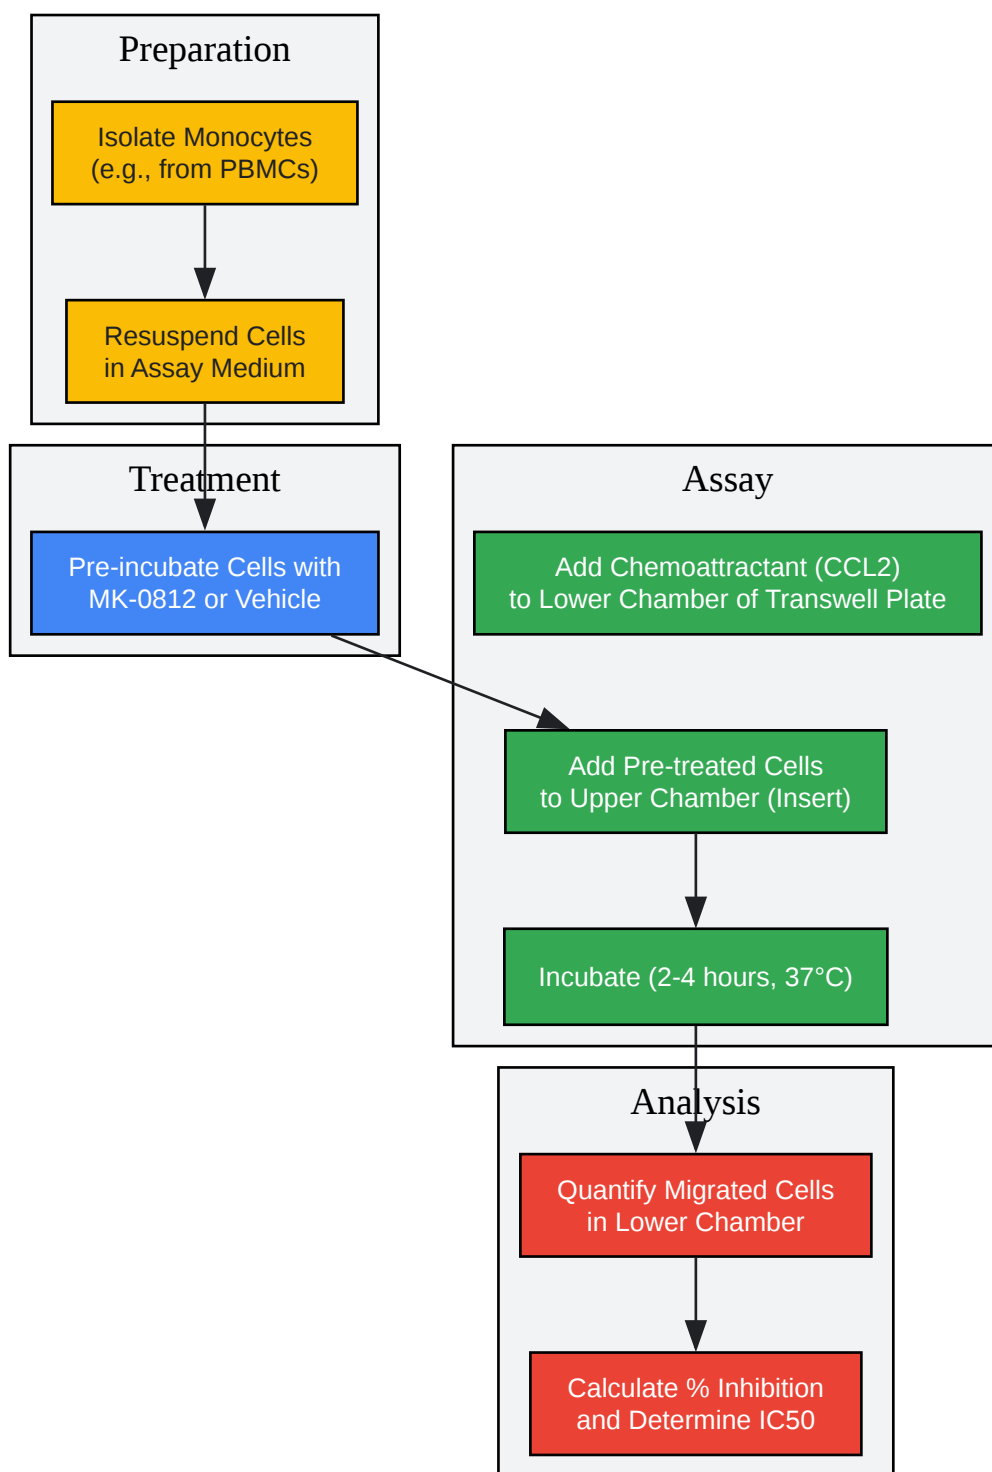 Preparation
Isolate Monocytes
(e.g., from PBMCs)
Resuspend Cells
in Assay Medium
Treatment
Pre-incubate Cells with
MK-0812 or Vehicle
Assay
Add Chemoattractant (CCL2)
to Lower Chamber of Transwell Plate
Add Pre-treated Cells
to Upper Chamber (Insert)
Incubate (2-4 hours, 37°C)
Analysis
Quantify Migrated Cells
in Lower Chamber
Calculate % Inhibition
and Determine IC50